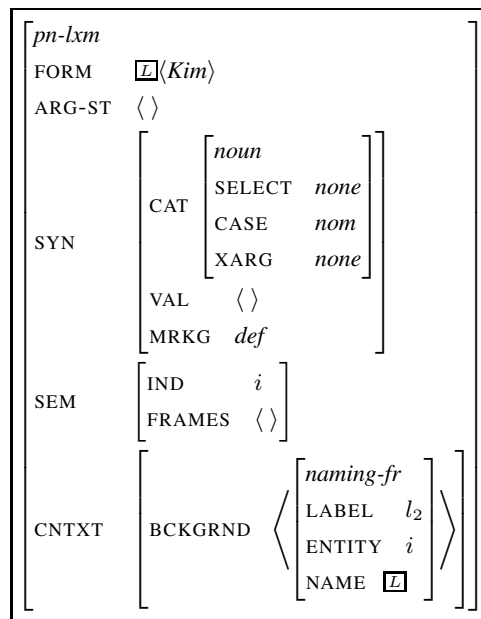 pn-lxm
FORM L⟨Kim⟩
ARG-ST ⟨ ⟩
noun
SELECT none
CAT
CASE nom
XARG none
SYN
VAL ⟨ ⟩
MRKG def
IND i
SEM
FRAMES ⟨ ⟩
naming-fr
LABEL l₂
CNTXT BCKGRND
ENTITY i
NAME L